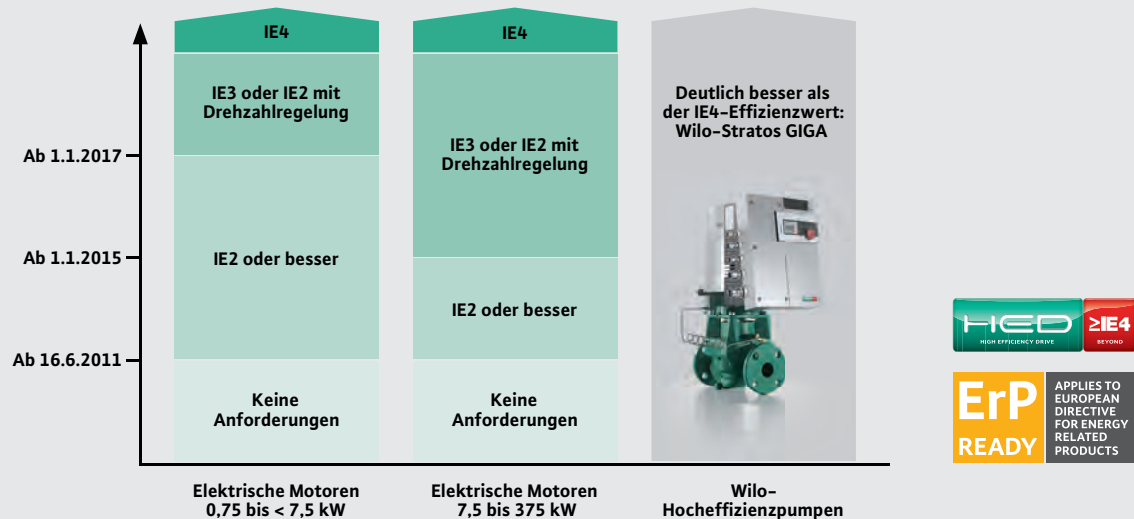 IE4
IE3 oder IE2 mit
Drehzahlregelung
IE2 oder besser
Keine
Anforderungen
IE4
IE3 oder IE2 mit
Drehzahlregelung
IE2 oder besser
Keine
Anforderungen
Deutlich besser als
der IE4-Effizienzwert:
Wilo-Stratos GIGA
Ab 1.1.2017
Ab 1.1.2015
Ab 16.6.2011
Elektrische Motoren
0,75 bis < 7,5 kW
Elektrische Motoren
7,5 bis 375 kW
Wilo-
Hocheffizienzpumpen
HED
HIGH EFFICIENCY DRIVE
≥IE4
BEYOND
ErP
READY
APPLIES TO
EUROPEAN
DIRECTIVE
FOR ENERGY
RELATED
PRODUCTS